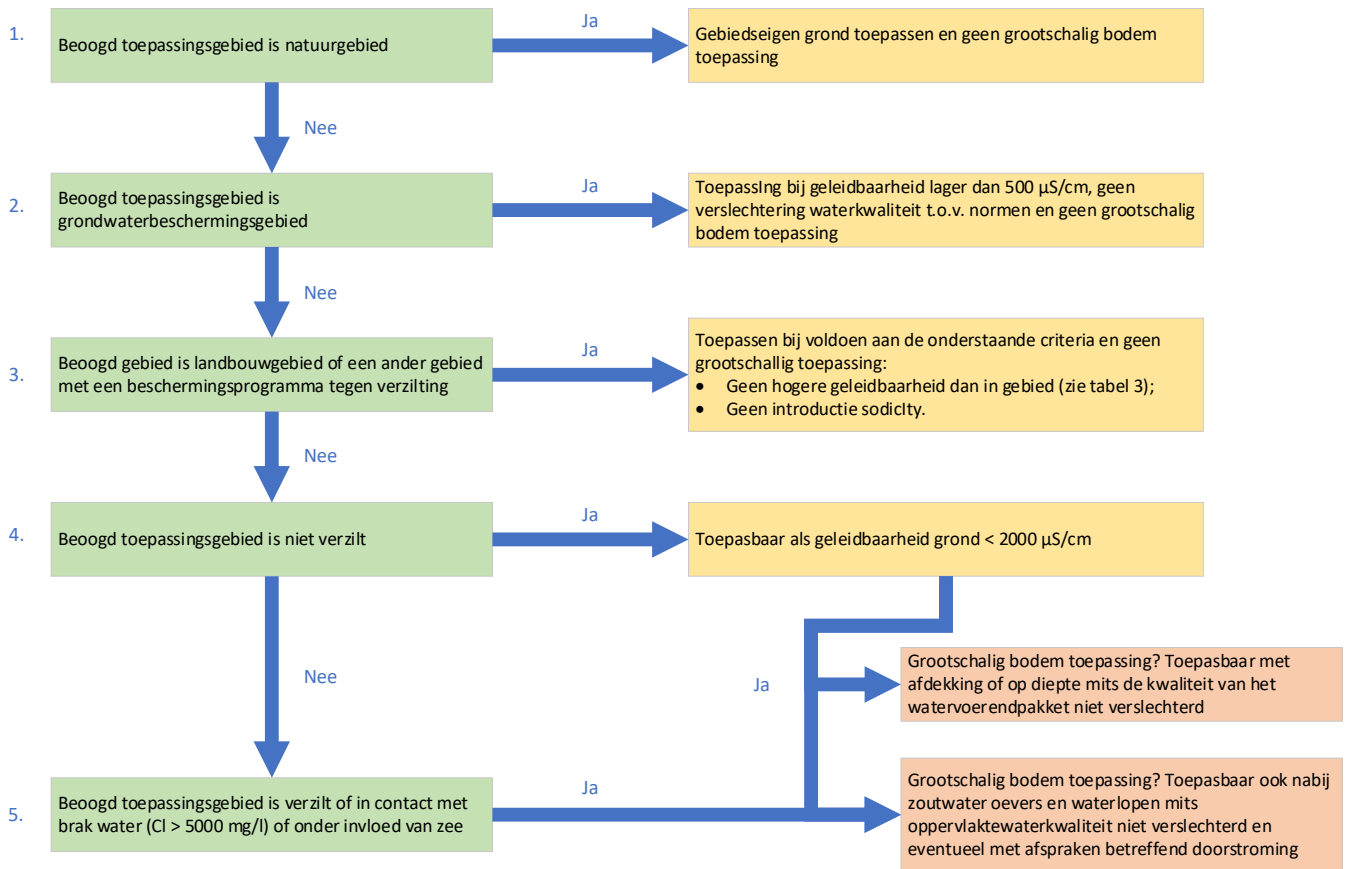 1.
Beoogd toepassingsgebied is natuurgebied
Ja
Gebiedseigen grond toepassen en geen grootschalig bodem
toepassing
Nee
2.
Beoogd toepassingsgebied is
grondwaterbeschermingsgebied
Ja
ToepassIng bij geleidbaarheid lager dan 500 µS/cm, geen
verslechtering waterkwaliteit t.o.v. normen en geen grootschalig
bodem toepassing
Nee
3.
Beoogd gebied is landbouwgebied of een ander gebied
met een beschermingsprogramma tegen verzilting
Ja
Toepassen bij voldoen aan de onderstaande criteria en geen
grootschallig toepassing:
• Geen hogere geleidbaarheid dan in gebied (zie tabel 3);
• Geen introductie sodicIty.
Nee
4.
Beoogd toepassingsgebied is niet verzilt
Ja
Toepasbaar als geleidbaarheid grond < 2000 µS/cm
Nee
Ja
Grootschalig bodem toepassing? Toepasbaar met
afdekking of op diepte mits de kwaliteit van het
watervoerendpakket niet verslechterd
5.
Beoogd toepassingsgebied is verzilt of in contact met
brak water (Cl > 5000 mg/l) of onder invloed van zee
Ja
Grootschalig bodem toepassing? Toepasbaar ook nabij
zoutwater oevers en waterlopen mits
oppervlaktewaterkwaliteit niet verslechterd en
eventueel met afspraken betreffend doorstroming